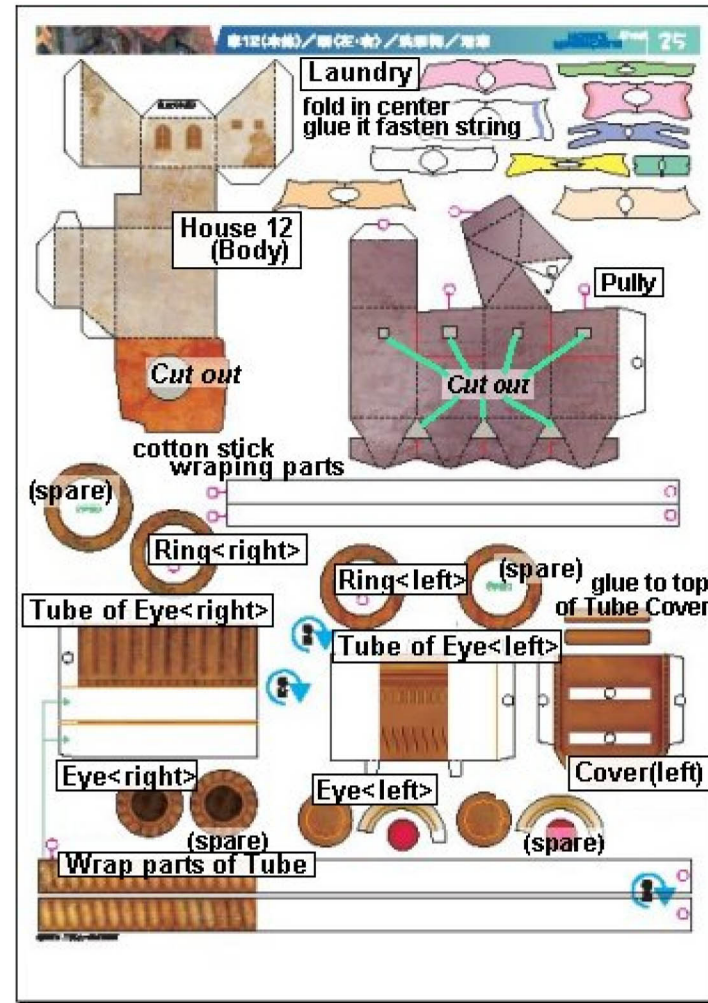 25
Laundry
fold in center
glue it fasten string
House 12
(Body)
Pully
Cut out
Cut out
cotton stick
wraping parts
(spare)
Ring<right>
Ring<left>
(spare)
glue to top
of Tube Cover
Tube of Eye<right>
Tube of Eye<left>
Eye<right>
Eye<left>
Cover(left)
(spare)
(spare)
Wrap parts of Tube